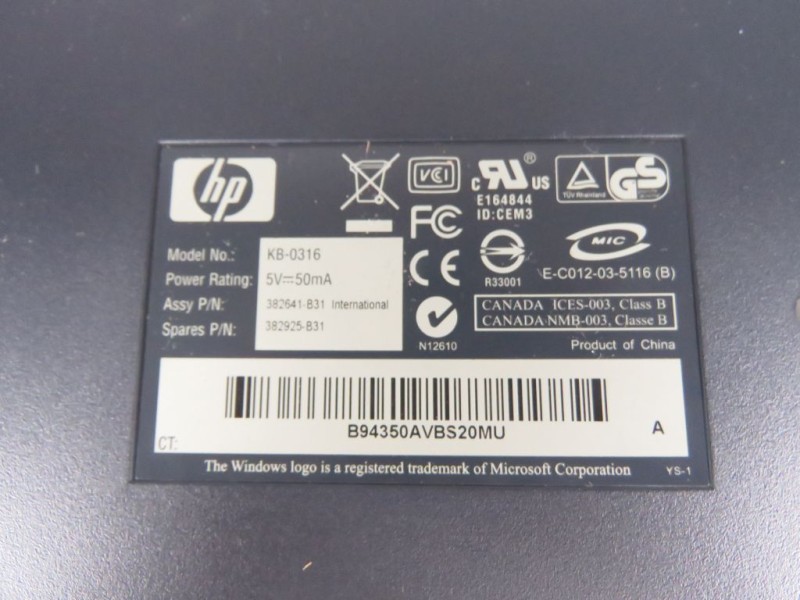 hp
VCI
c RU® US
E164844
ID:CEM3
TÜV Rheinland
GS
FC
CE
R33001
MIC
E-C012-03-5116 (B)
N12610
Model No.: KB-0316
Power Rating: 5V⎓50mA
Assy P/N: 382641-B31 International
Spares P/N: 382925-B31
CANADA ICES-003, Class B
CANADA NMB-003, Classe B
Product of China
CT: B94350AVBS20MU A
The Windows logo is a registered trademark of Microsoft Corporation YS-1